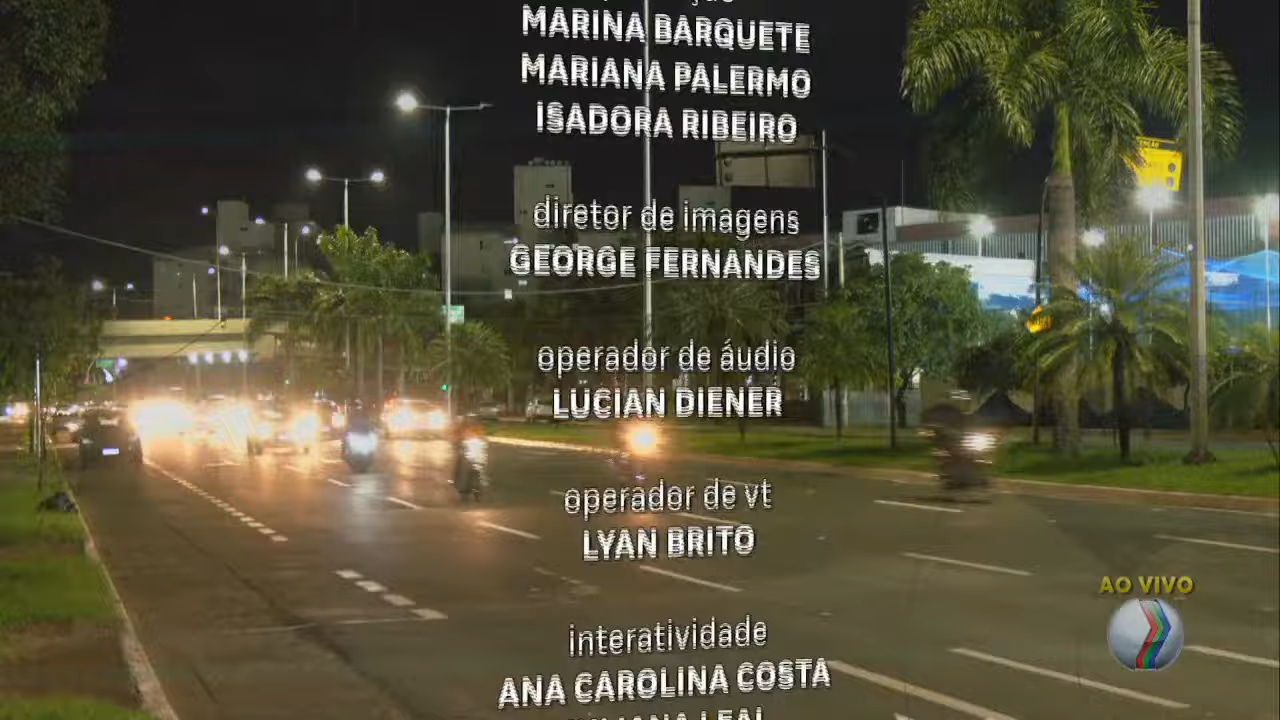 MARINA BARQUETE
MARIANA PALERMO
ISADORA RIBEIRO
diretor de imagens
GEORGE FERNANDES
operador de áudio
LUCIAN DIENER
operador de vt
LYAN BRITO
interatividade
ANA CAROLINA COSTA
AO VIVO